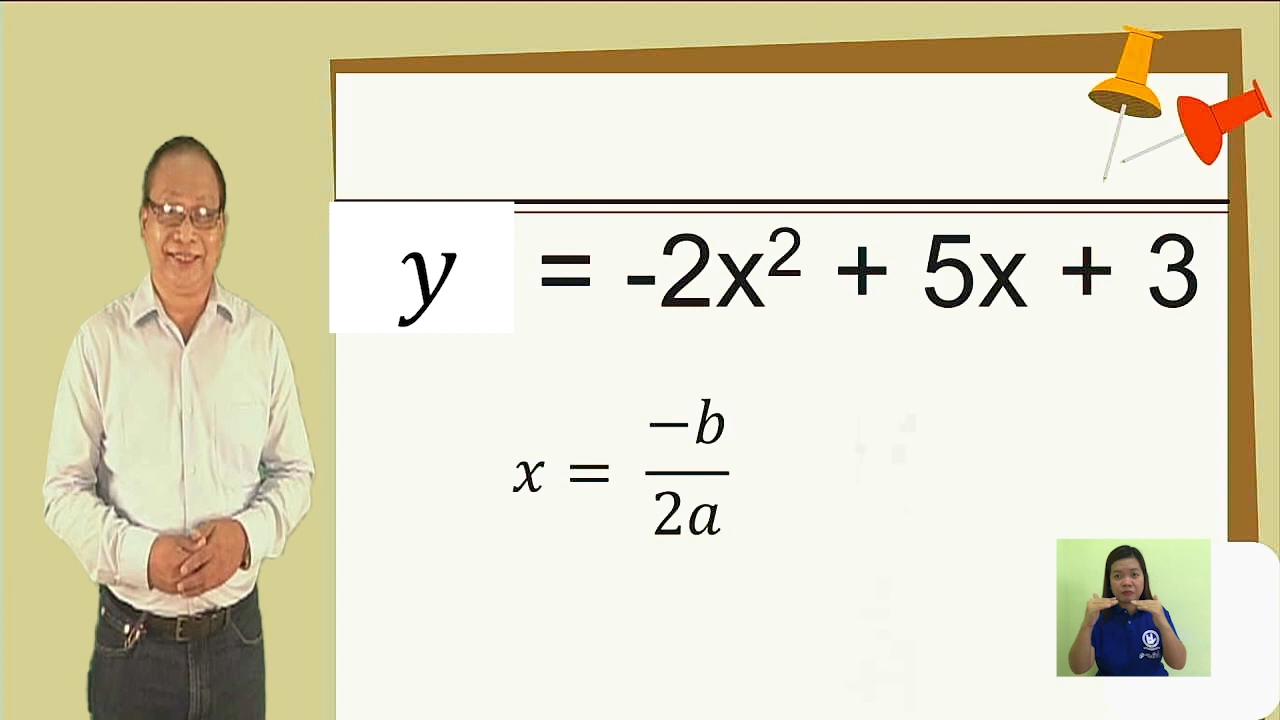 y = -2x² + 5x + 3
x = −b/2a